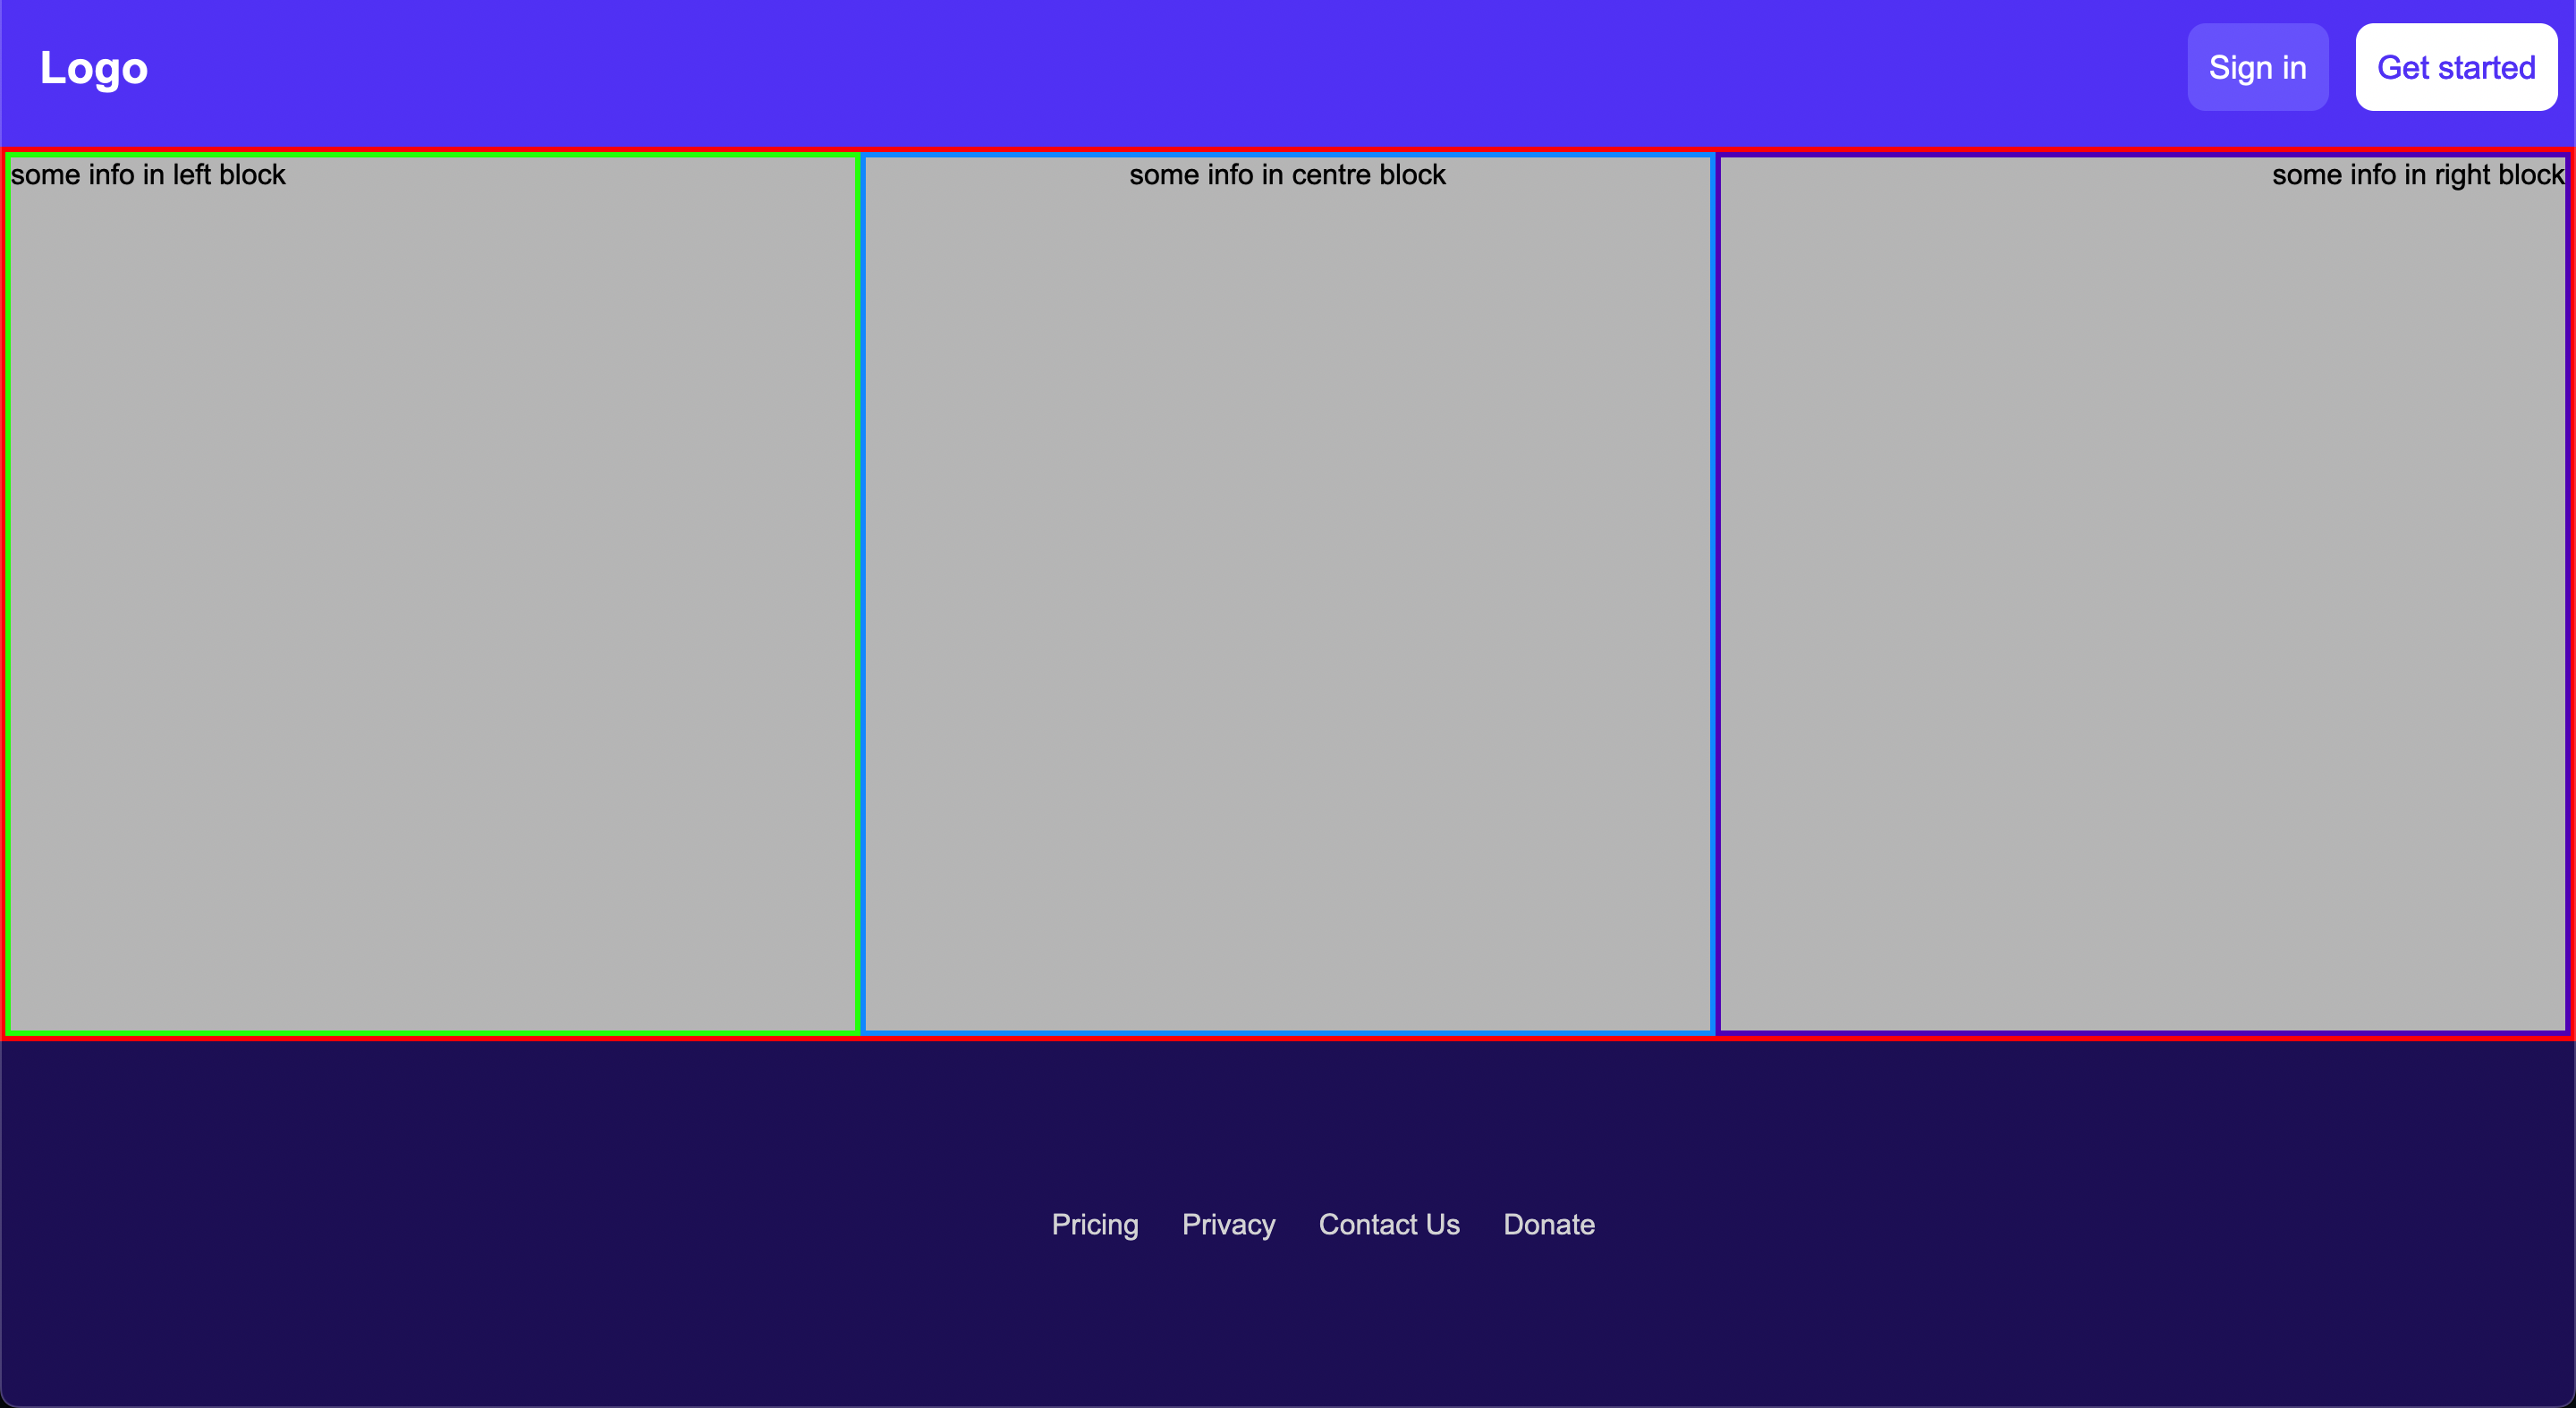 Logo
Sign in
Get started
some info in left block
some info in centre block
some info in right block
Pricing
Privacy
Contact Us
Donate